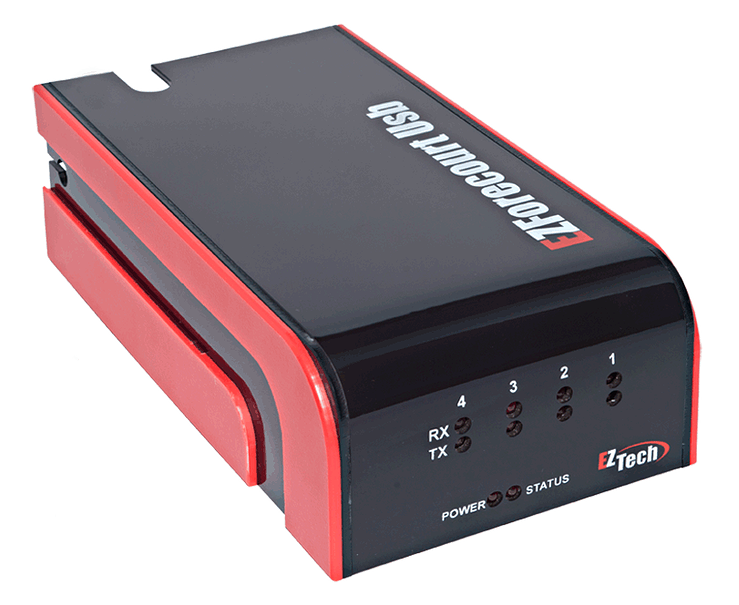 EZForecourt Usb
4 3 2 1
RX
TX
EZTech
POWER STATUS